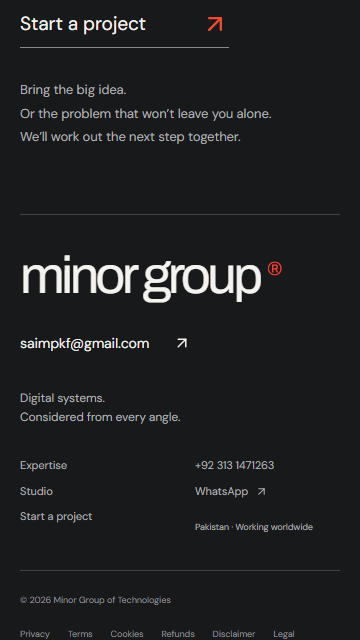 Start a project
Bring the big idea.
Or the problem that won’t leave you alone.
We’ll work out the next step together.
minor group ®
saimpkf@gmail.com
Digital systems.
Considered from every angle.
Expertise
Studio
Start a project
+92 313 1471263
WhatsApp
Pakistan · Working worldwide
© 2026 Minor Group of Technologies
Privacy Terms Cookies Refunds Disclaimer Legal